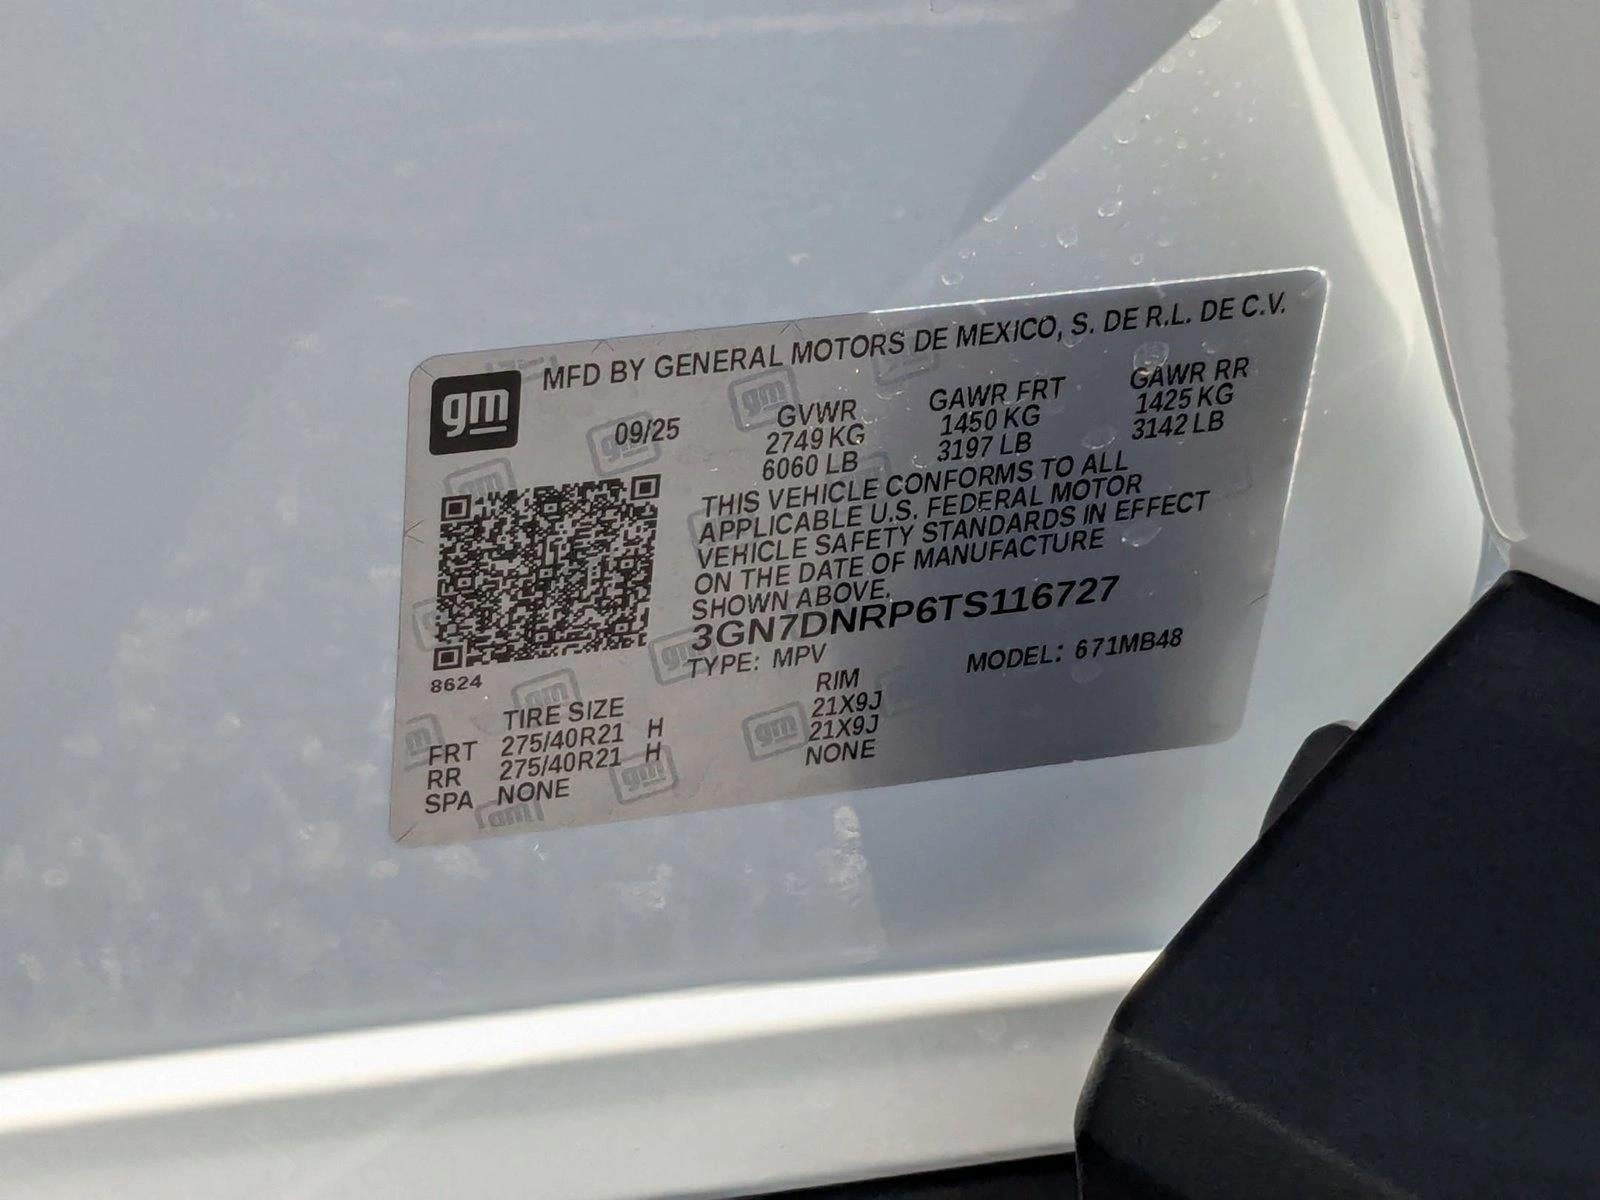 gm
MFD BY GENERAL MOTORS DE MEXICO, S. DE R.L. DE C.V.
09/25
GVWR GAWR FRT GAWR RR
2749 KG 1450 KG 1425 KG
6060 LB 3197 LB 3142 LB
THIS VEHICLE CONFORMS TO ALL
APPLICABLE U.S. FEDERAL MOTOR
VEHICLE SAFETY STANDARDS IN EFFECT
ON THE DATE OF MANUFACTURE
SHOWN ABOVE.
3GN7DNRP6TS116727
TYPE: MPV MODEL: 671MB48
8624
TIRE SIZE RIM
FRT 275/40R21 H 21X9J
RR 275/40R21 H 21X9J
SPA NONE NONE